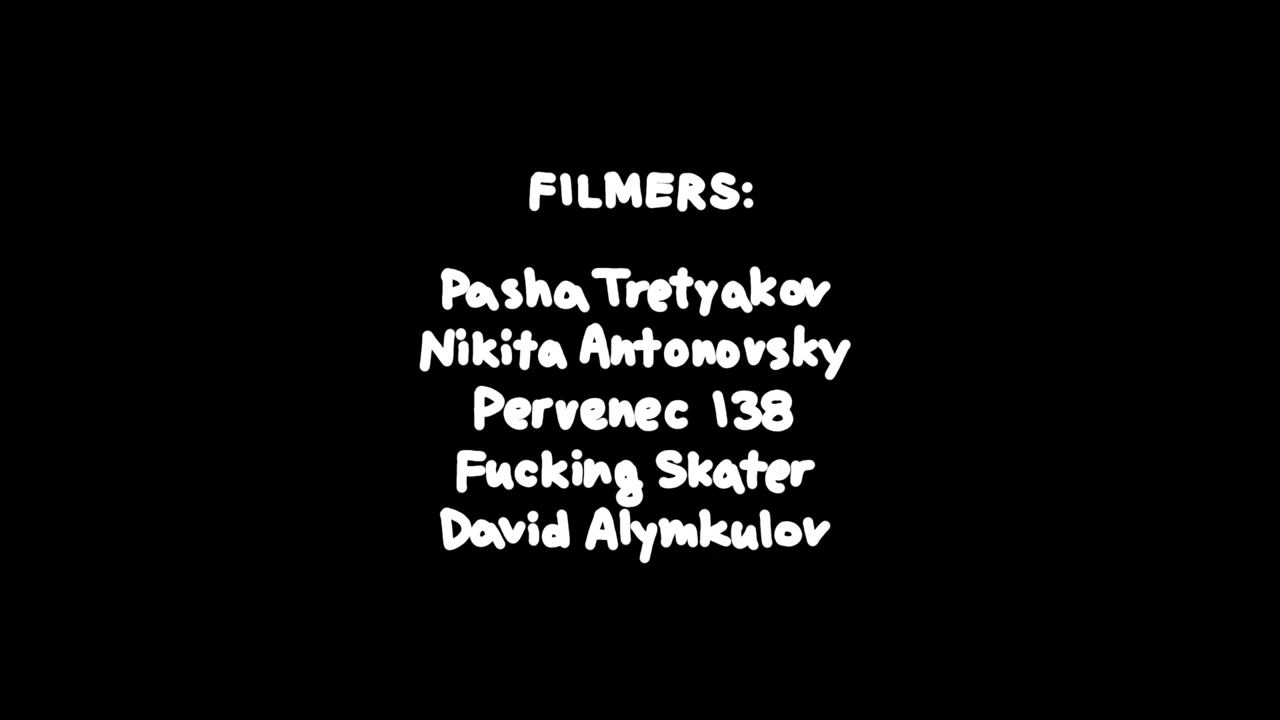 FILMERS:
Pasha Tretyakov
Nikita Antonovsky
Pervenec 138
Fucking Skater
David Alymkulov